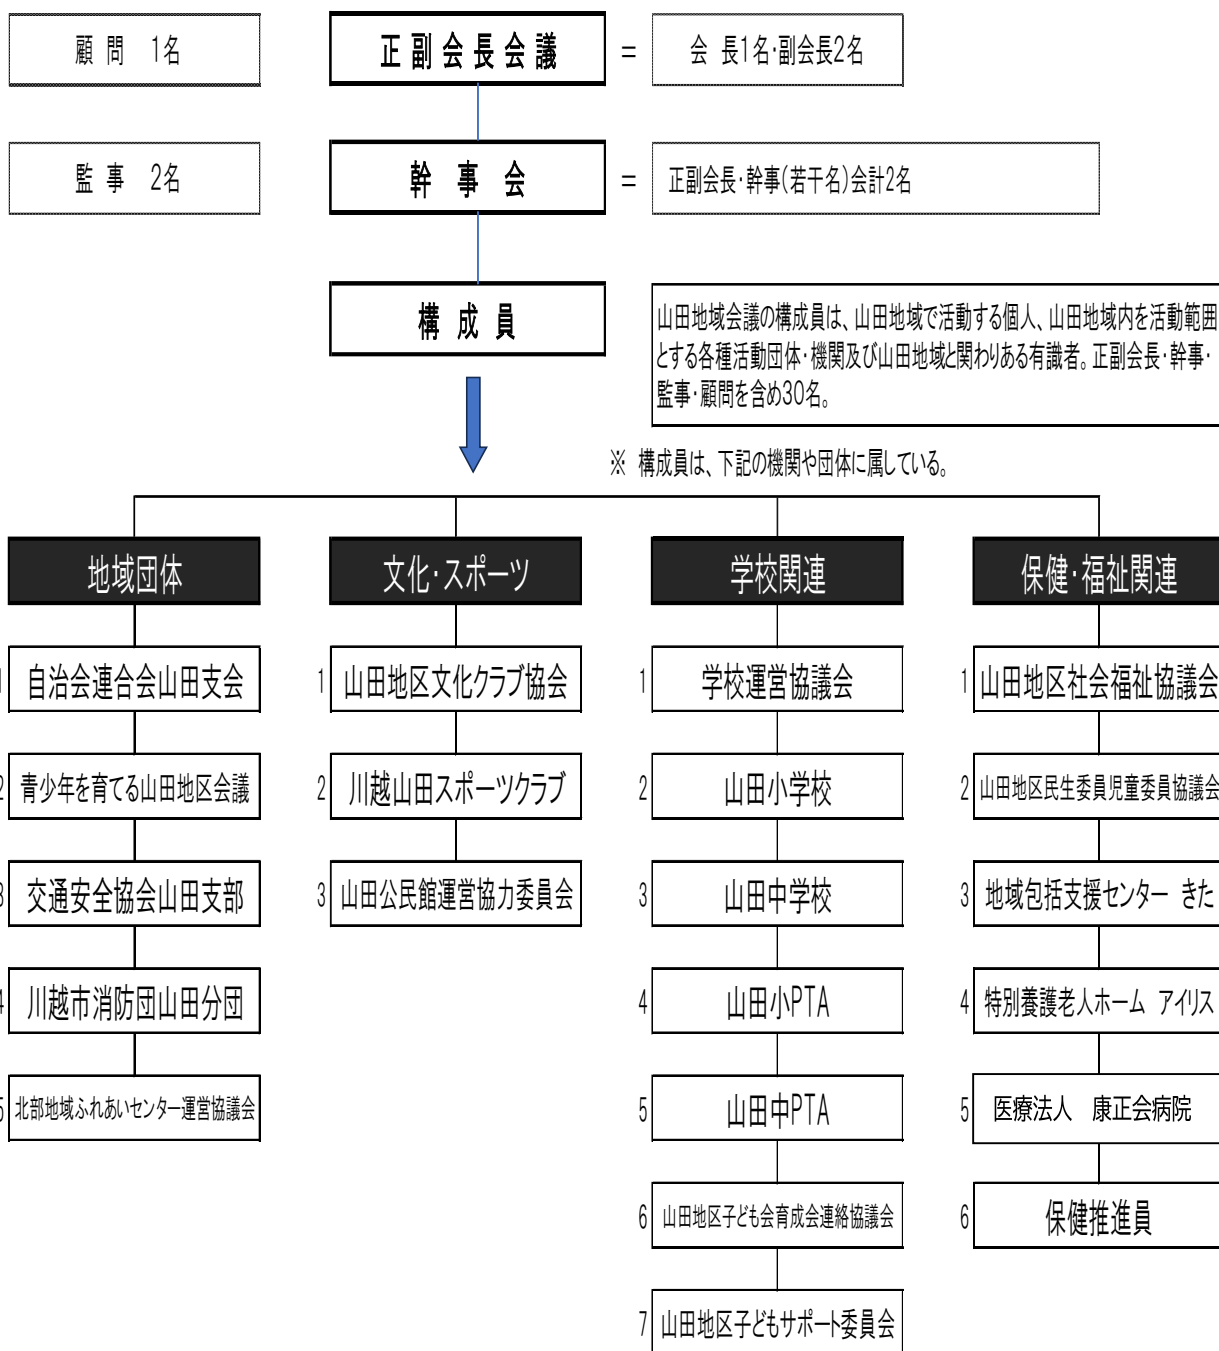 顧 問 1名
正 副 会 長 会 議
=
会 長1名・副会長2名
監 事 2名
幹 事 会
=
正副会長・幹事(若干名)会計2名
構 成 員
山田地域会議の構成員は、山田地域で活動する個人、山田地域内を活動範囲
とする各種活動団体・機関及び山田地域と関わりある有識者。正副会長・幹事・
監事・顧問を含め30名。
※ 構成員は、下記の機関や団体に属している。
地域団体
1 自治会連合会山田支会
2 青少年を育てる山田地区会議
3 交通安全協会山田支部
4 川越市消防団山田分団
5 北部地域ふれあいセンター運営協議会
文化・スポーツ
1 山田地区文化クラブ協会
2 川越山田スポーツクラブ
3 山田公民館運営協力委員会
学校関連
1 学校運営協議会
2 山田小学校
3 山田中学校
4 山田小PTA
5 山田中PTA
6 山田地区子ども会育成会連絡協議会
7 山田地区子どもサポート委員会
保健・福祉関連
1 山田地区社会福祉協議会
2 山田地区民生委員児童委員協議会
3 地域包括支援センター きた
4 特別養護老人ホーム アイリス
5 医療法人 康正会病院
6 保健推進員